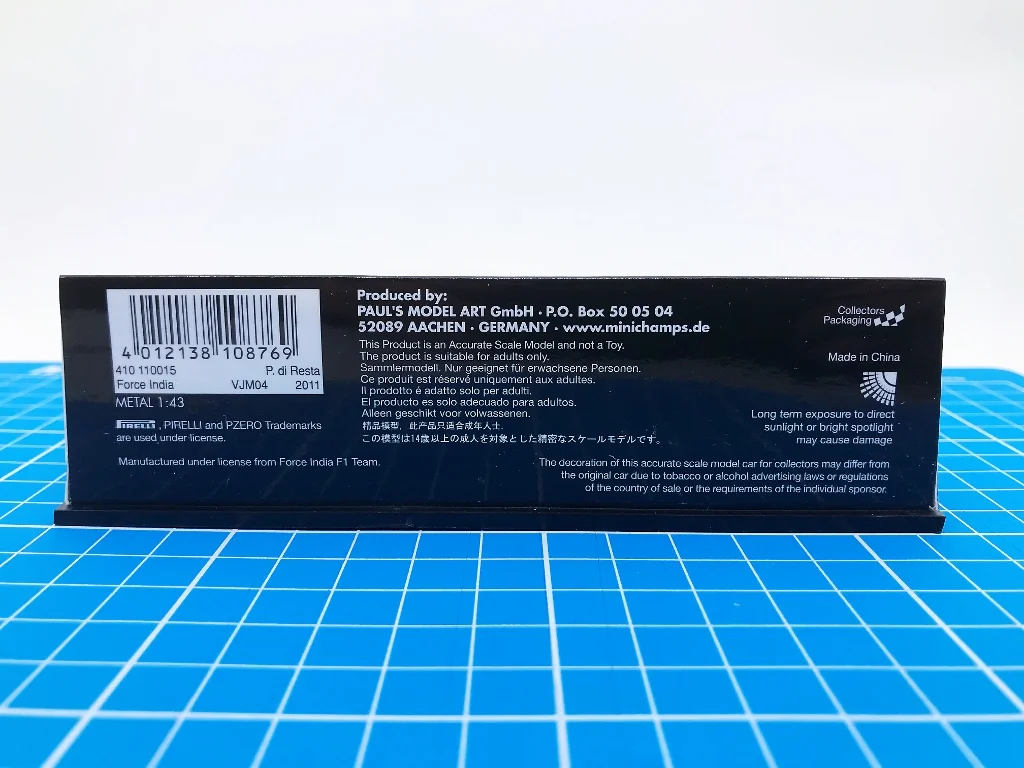 4 012138 108769
410 110015 P. di Resta
Force India VJM04 2011
METAL 1:43
PIRELLI, PIRELLI and PZERO Trademarks
are used under license.
Manufactured under license from Force India F1 Team.
Produced by:
PAUL'S MODEL ART GmbH · P.O. Box 50 05 04
52089 AACHEN · GERMANY · www.minichamps.de
This Product is an Accurate Scale Model and not a Toy.
The product is suitable for adults only.
Sammlermodell. Nur geeignet für erwachsene Personen.
Ce produit est réservé uniquement aux adultes.
Il prodotto é adatto solo per adulti.
El producto es solo adecuado para adultos.
Alleen geschikt voor volwassenen.
精品模型，此产品只适合成年人士.
この模型は14歳以上の成人を対象とした精密なスケールモデルです。
Collectors
Packaging
Made in China
Long term exposure to direct
sunlight or bright spotlight
may cause damage
The decoration of this accurate scale model car for collectors may differ from
the original car due to tobacco or alcohol advertising laws or regulations
of the country of sale or the requirements of the individual sponsor.